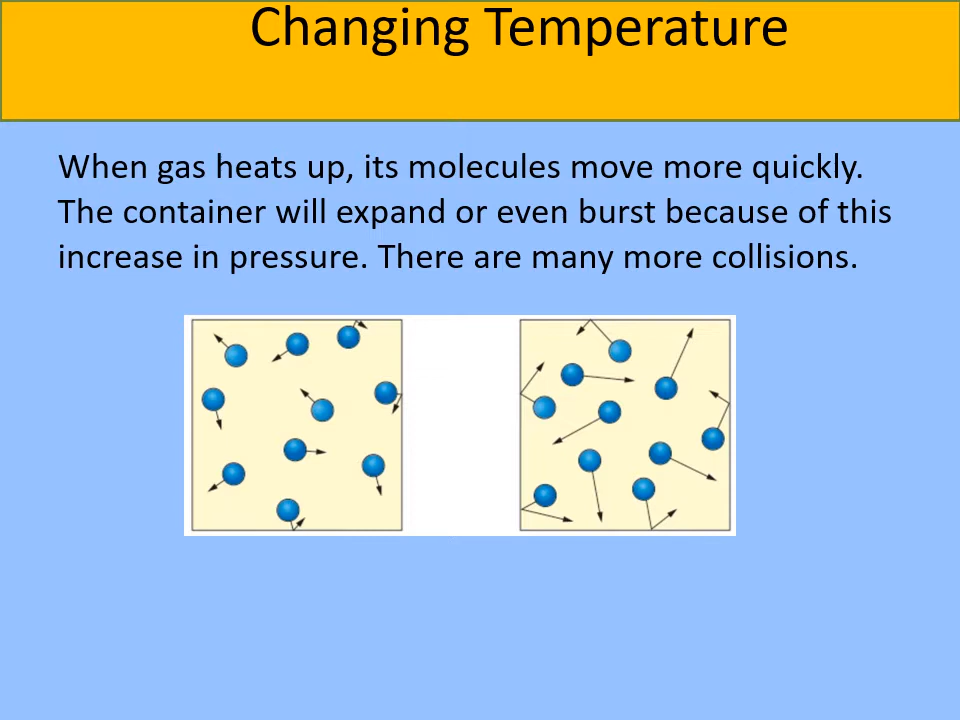 Changing Temperature
When gas heats up, its molecules move more quickly.
The container will expand or even burst because of this
increase in pressure. There are many more collisions.